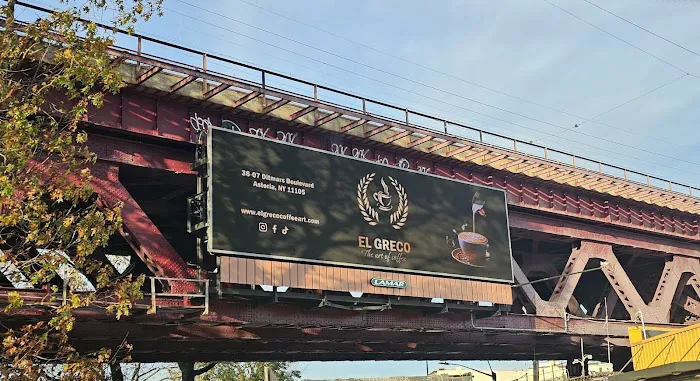 38-07 Ditmars Boulevard
Astoria, NY 11105
www.elgrecocoffeeart.com
EL GRECO
The art of coffee
LAMAR